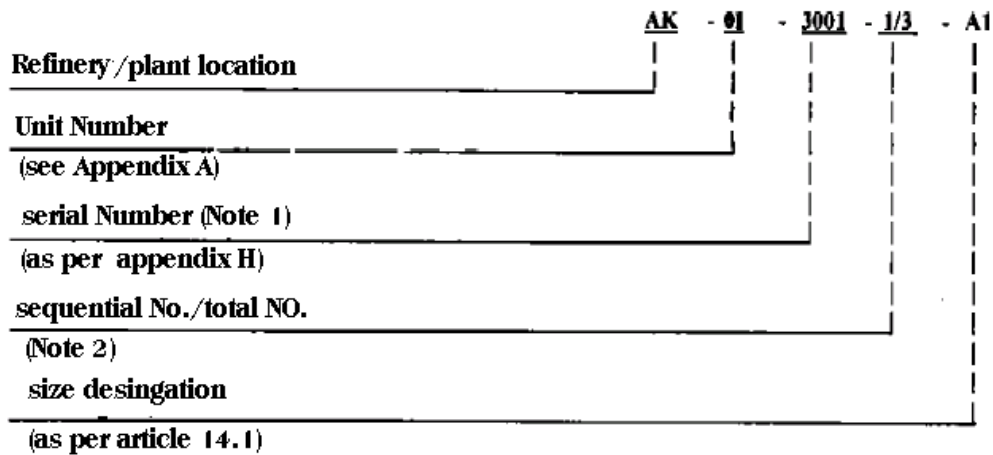 AK - 01 - 3001 - 1/3 - A1
Refinery/plant location
Unit Number
(see Appendix A)
serial Number (Note 1)
(as per appendix H)
sequential No./total NO.
(Note 2)
size desingation
(as per article 14.1)